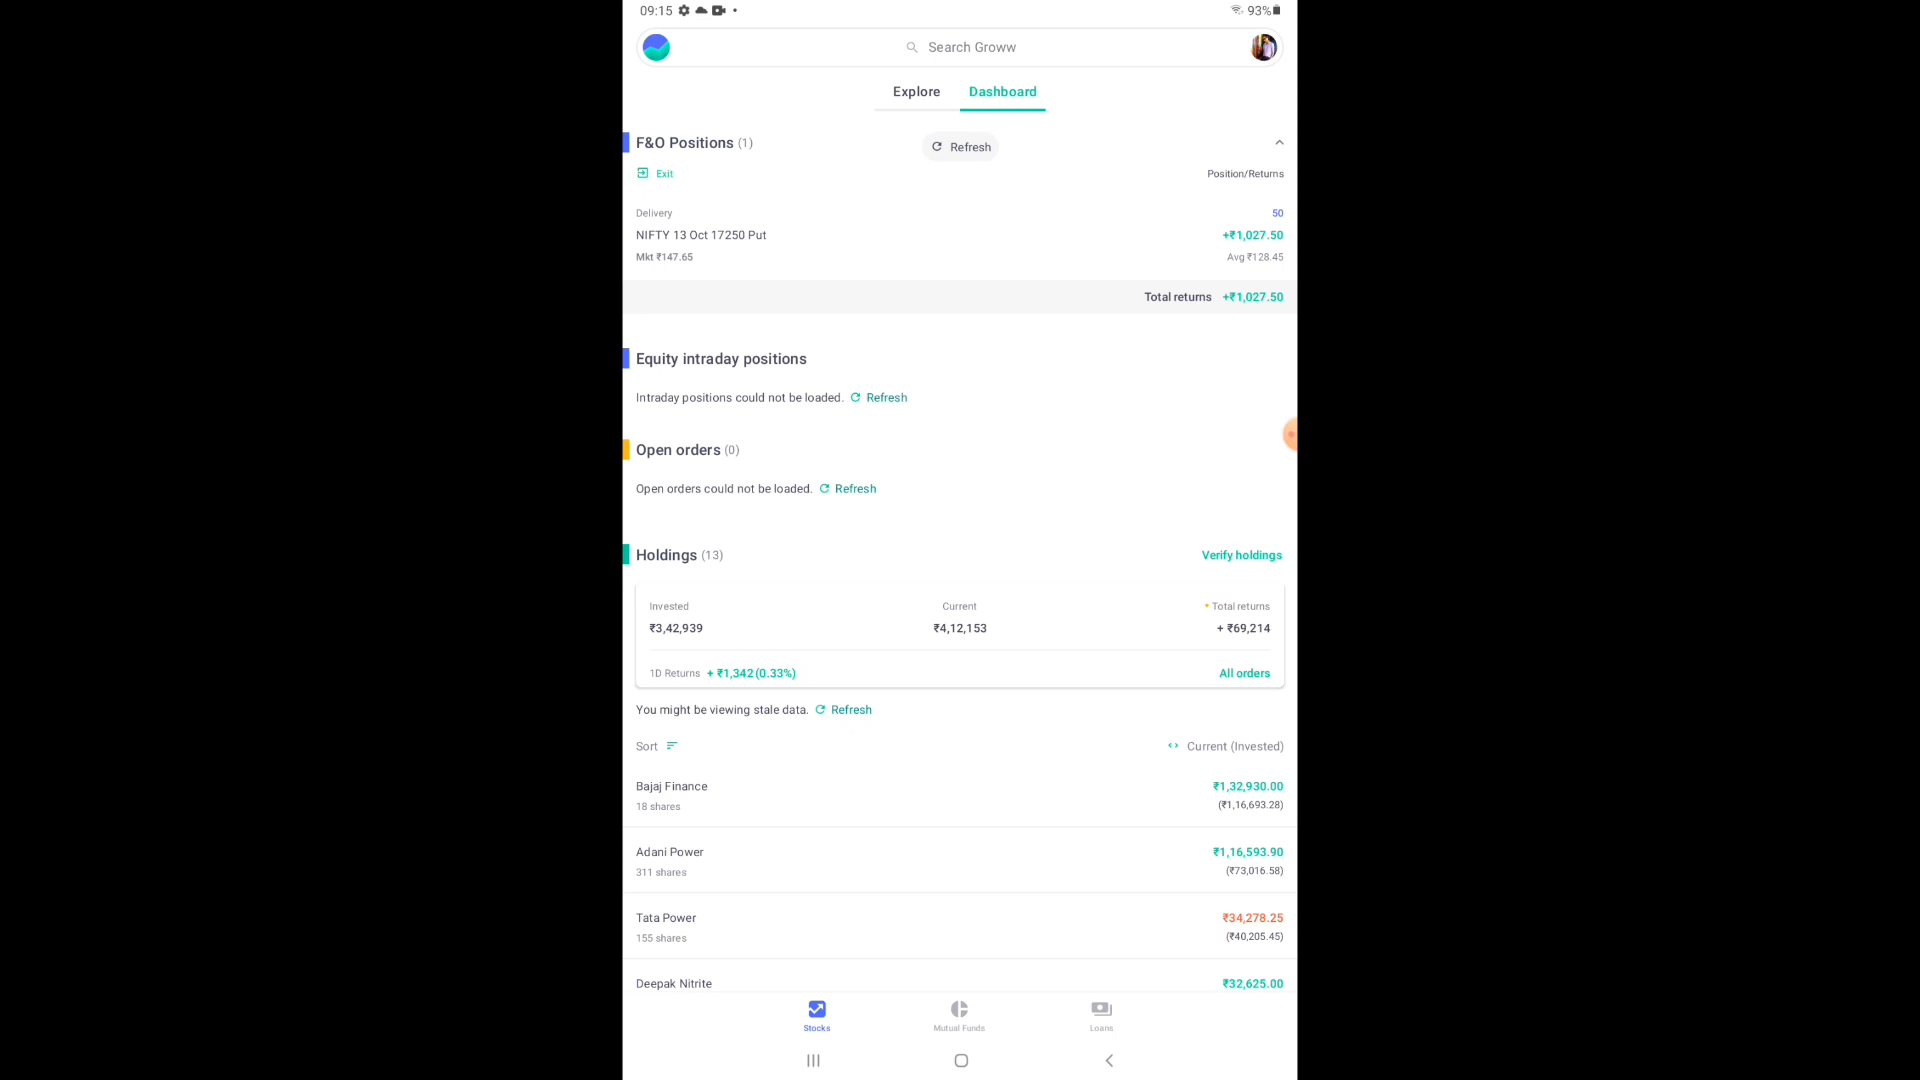 09:15
93%
Search Groww
Explore
Dashboard
F&O Positions (1)
Refresh
Exit
Position/Returns
Delivery
50
NIFTY 13 Oct 17250 Put
+₹1,027.50
Mkt ₹147.65
Avg ₹128.45
Total returns +₹1,027.50
Equity intraday positions
Intraday positions could not be loaded. Refresh
Open orders (0)
Open orders could not be loaded. Refresh
Holdings (13)
Verify holdings
Invested
Current
Total returns
₹3,42,939
₹4,12,153
+ ₹69,214
1D Returns + ₹1,342 (0.33%)
All orders
You might be viewing stale data. Refresh
Sort
Current (Invested)
Bajaj Finance
₹1,32,930.00
18 shares
(₹1,16,693.28)
Adani Power
₹1,16,593.90
311 shares
(₹73,016.58)
Tata Power
₹34,278.25
155 shares
(₹40,205.45)
Deepak Nitrite
₹32,625.00
Stocks
Mutual Funds
Loans